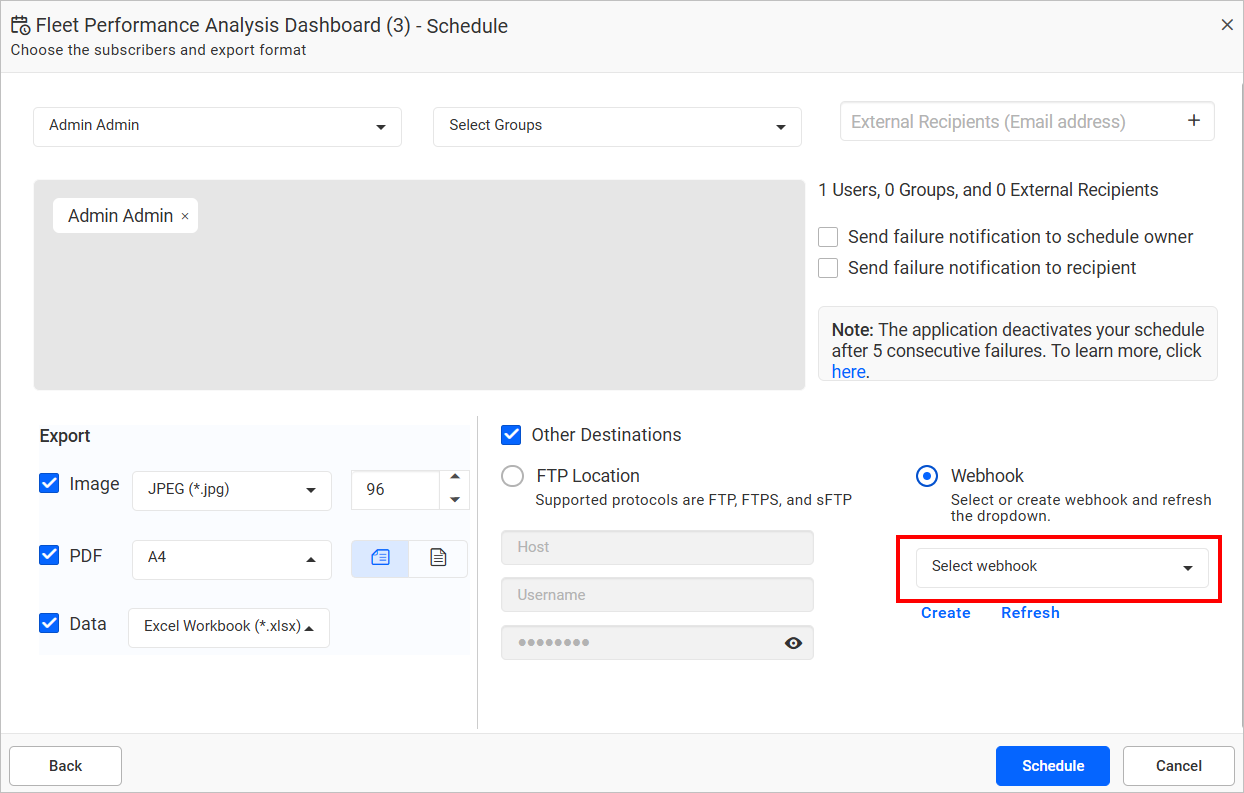 Fleet Performance Analysis Dashboard (3) - Schedule
Choose the subscribers and export format
Admin Admin
Select Groups
External Recipients (Email address)
Admin Admin ×
1 Users, 0 Groups, and 0 External Recipients
Send failure notification to schedule owner
Send failure notification to recipient
Note: The application deactivates your schedule
after 5 consecutive failures. To learn more, click
here.
Export
Image
JPEG (*.jpg)
96
PDF
A4
Data
Excel Workbook (*.xlsx)
Other Destinations
FTP Location
Supported protocols are FTP, FTPS, and sFTP
Host
Username
Webhook
Select or create webhook and refresh
the dropdown.
Select webhook
Create Refresh
Back
Schedule
Cancel